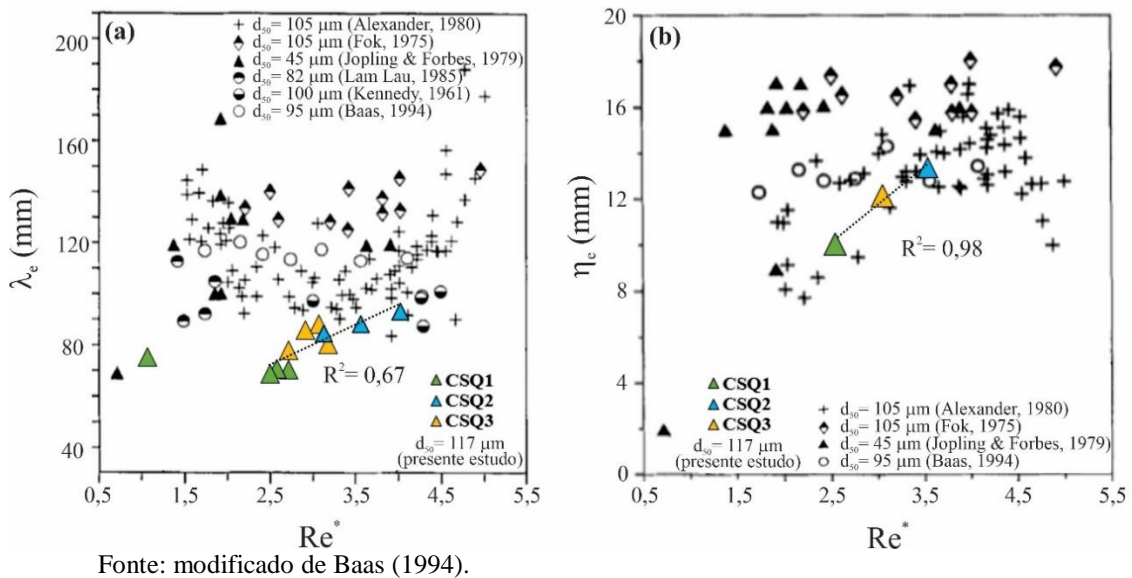 (a)
d50= 105 µm (Alexander, 1980)
d50= 105 µm (Fok, 1975)
d50= 45 µm (Jopling & Forbes, 1979)
d50= 82 µm (Lam Lau, 1985)
d50= 100 µm (Kennedy, 1961)
d50= 95 µm (Baas, 1994)
200
160
120
80
40
λe (mm)
R²= 0,67
CSQ1
CSQ2
CSQ3
d50= 117 µm
(presente estudo)
0,5 1,5 2,5 3,5 4,5 5,5
Re*
(b)
20
16
12
8
4
0
ηe (mm)
R²= 0,98
CSQ1
CSQ2
CSQ3
d50= 117 µm
(presente estudo)
d50= 105 µm (Alexander, 1980)
d50= 105 µm (Fok, 1975)
d50= 45 µm (Jopling & Forbes, 1979)
d50= 95 µm (Baas, 1994)
0,5 1,5 2,5 3,5 4,5 5,5
Re*
Fonte: modificado de Baas (1994).